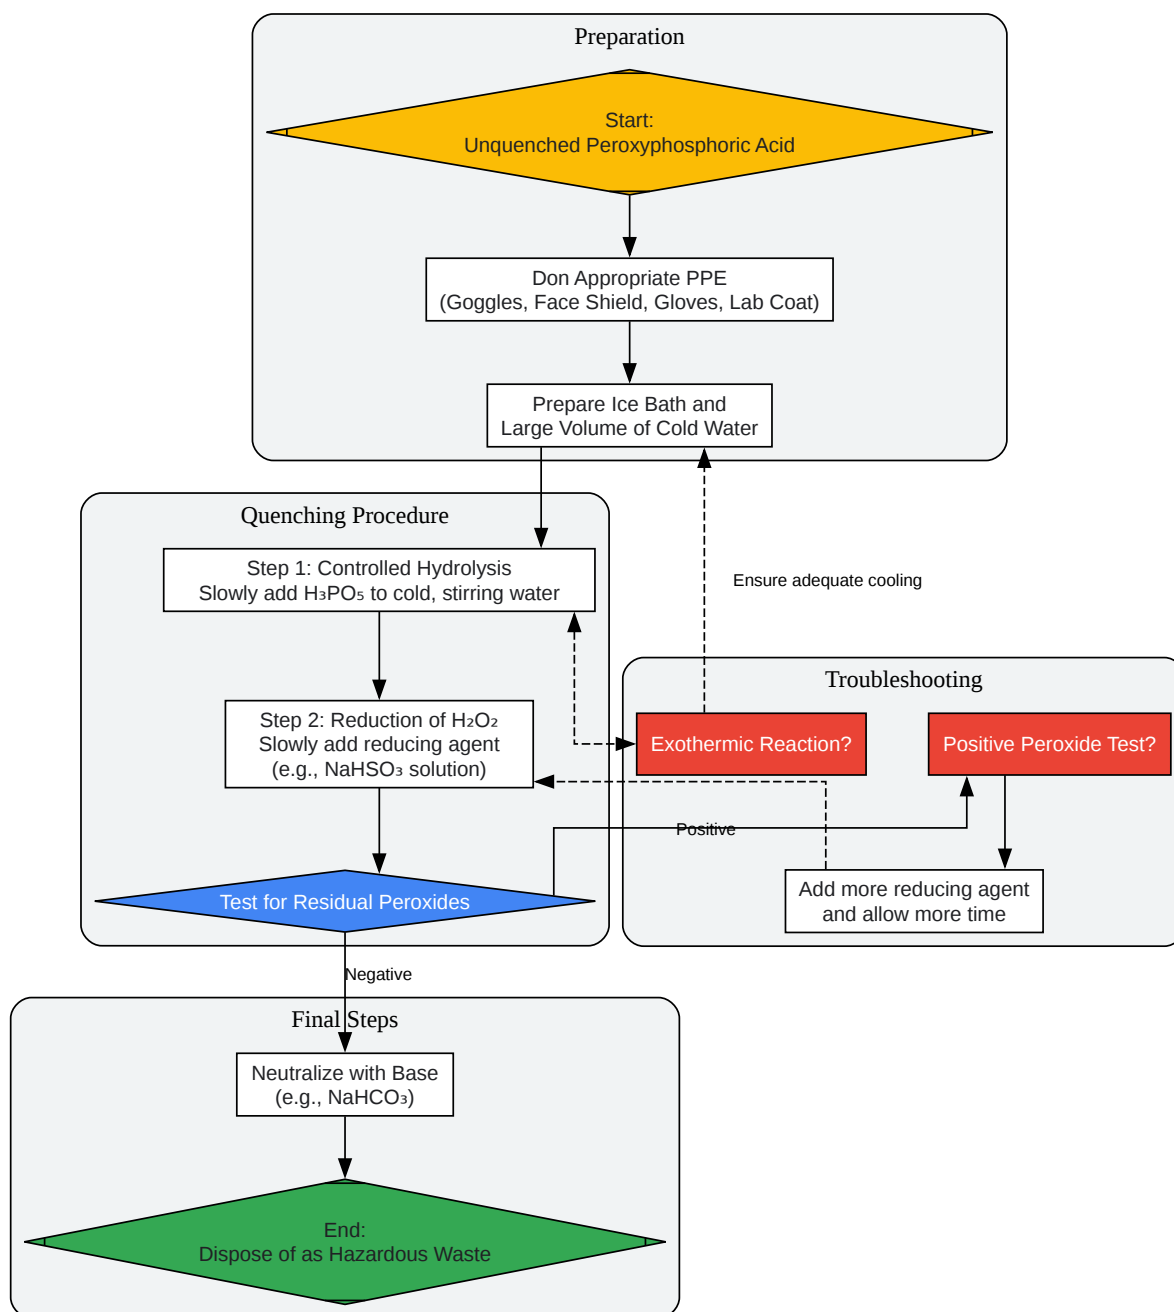 Preparation
Start:
Unquenched Peroxyphosphoric Acid
Don Appropriate PPE
(Goggles, Face Shield, Gloves, Lab Coat)
Prepare Ice Bath and
Large Volume of Cold Water
Quenching Procedure
Step 1: Controlled Hydrolysis
Slowly add H₃PO₅ to cold, stirring water
Ensure adequate cooling
Step 2: Reduction of H₂O₂
Slowly add reducing agent
(e.g., NaHSO₃ solution)
Troubleshooting
Exothermic Reaction?
Positive Peroxide Test?
Positive
Test for Residual Peroxides
Add more reducing agent
and allow more time
Negative
Final Steps
Neutralize with Base
(e.g., NaHCO₃)
End:
Dispose of as Hazardous Waste